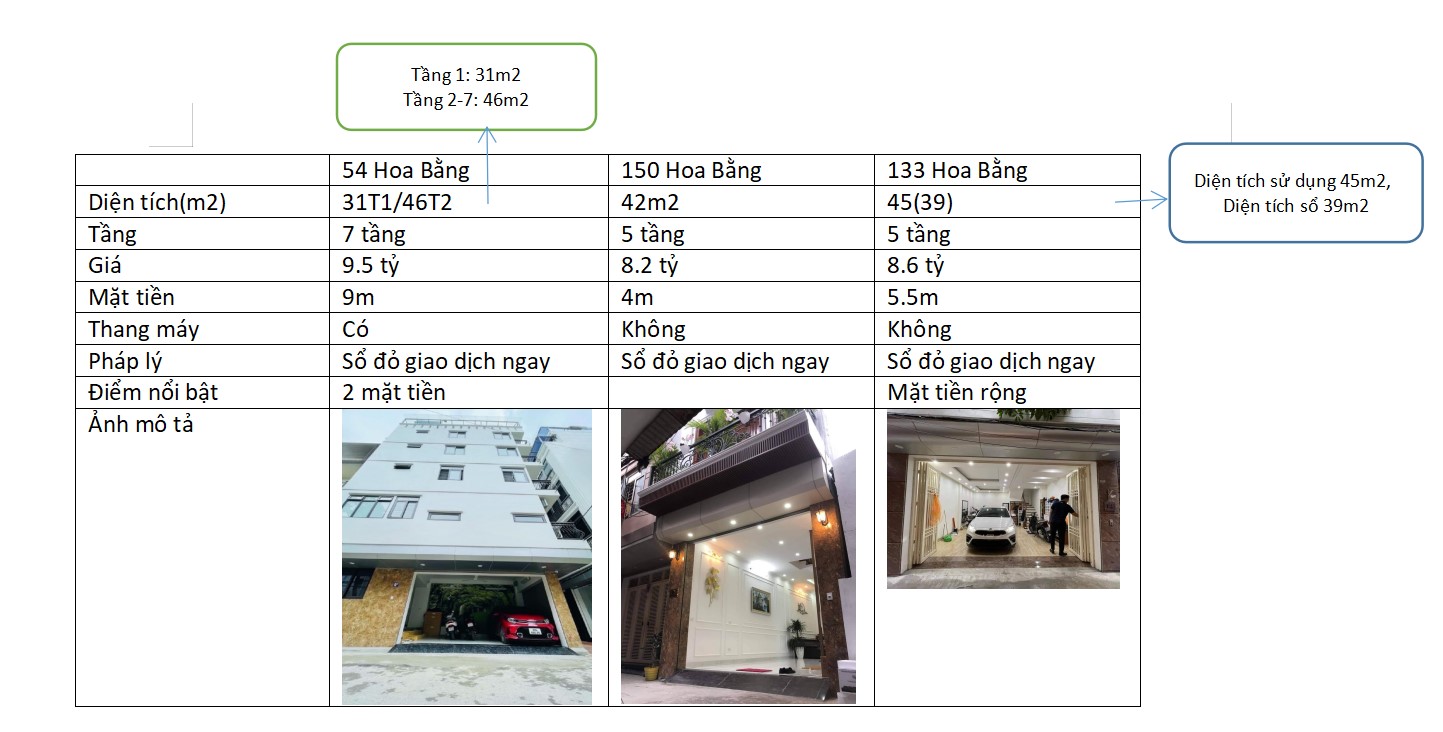 Tầng 1: 31m2
Tầng 2-7: 46m2
54 Hoa Bằng
150 Hoa Bằng
133 Hoa Bằng
Diện tích(m2)
31T1/46T2
42m2
45(39)
Diện tích sử dụng 45m2,
Diện tích sổ 39m2
Tầng
7 tầng
5 tầng
5 tầng
Giá
9.5 tỷ
8.2 tỷ
8.6 tỷ
Mặt tiền
9m
4m
5.5m
Thang máy
Có
Không
Không
Pháp lý
Sổ đỏ giao dịch ngay
Sổ đỏ giao dịch ngay
Sổ đỏ giao dịch ngay
Điểm nổi bật
2 mặt tiền
Mặt tiền rộng
Ảnh mô tả